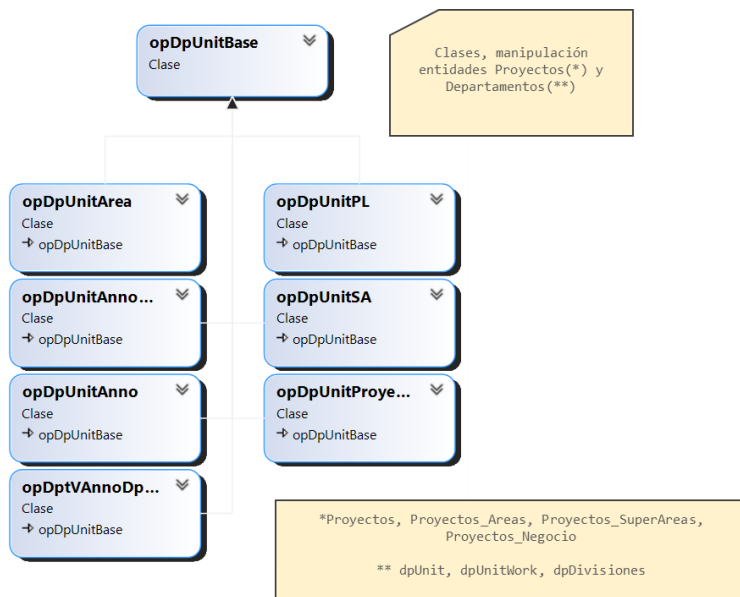 opDpUnitBase
Clase
Clases, manipulación
entidades Proyectos(*) y
Departamentos(**)
opDpUnitArea
Clase
opDpUnitBase
opDpUnitPL
Clase
opDpUnitBase
opDpUnitAnno...
Clase
opDpUnitBase
opDpUnitSA
Clase
opDpUnitBase
opDpUnitAnno
Clase
opDpUnitBase
opDpUnitProye...
Clase
opDpUnitBase
opDptVAnnoDp...
Clase
opDpUnitBase
*Proyectos, Proyectos_Areas, Proyectos_SuperAreas,
Proyectos_Negocio
** dpUnit, dpUnitWork, dpDivisiones